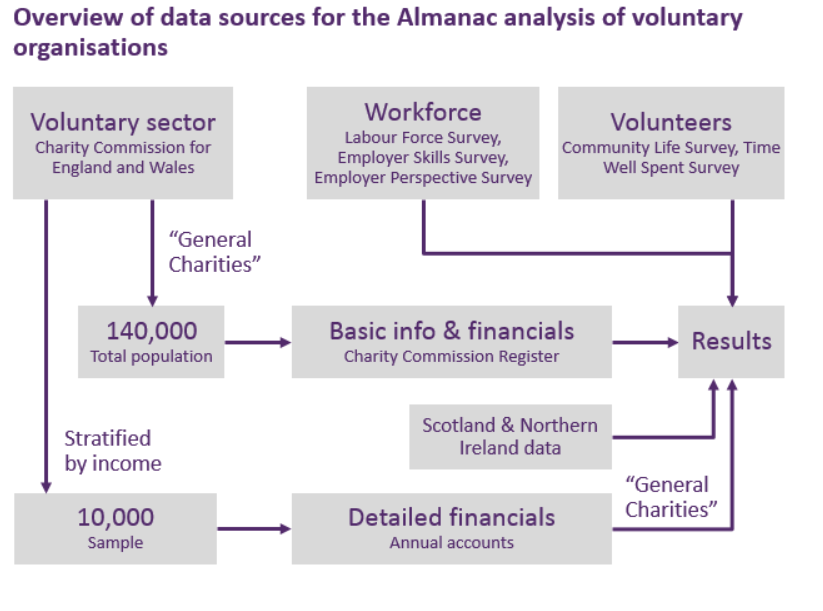 Overview of data sources for the Almanac analysis of voluntary
organisations
Voluntary sector
Charity Commission for
England and Wales
Workforce
Labour Force Survey,
Employer Skills Survey,
Employer Perspective Survey
Volunteers
Community Life Survey, Time
Well Spent Survey
“General
Charities”
140,000
Total population
Basic info & financials
Charity Commission Register
Results
Scotland & Northern
Ireland data
Stratified
by income
“General
Charities”
10,000
Sample
Detailed financials
Annual accounts